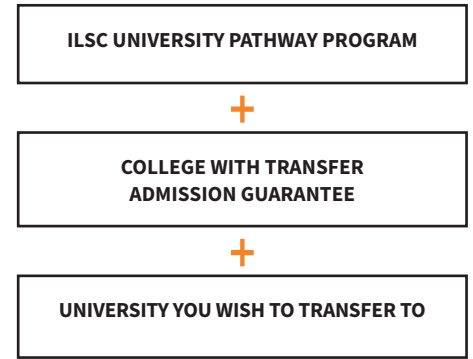 ILSC UNIVERSITY PATHWAY PROGRAM
+
COLLEGE WITH TRANSFER
ADMISSION GUARANTEE
+
UNIVERSITY YOU WISH TO TRANSFER TO